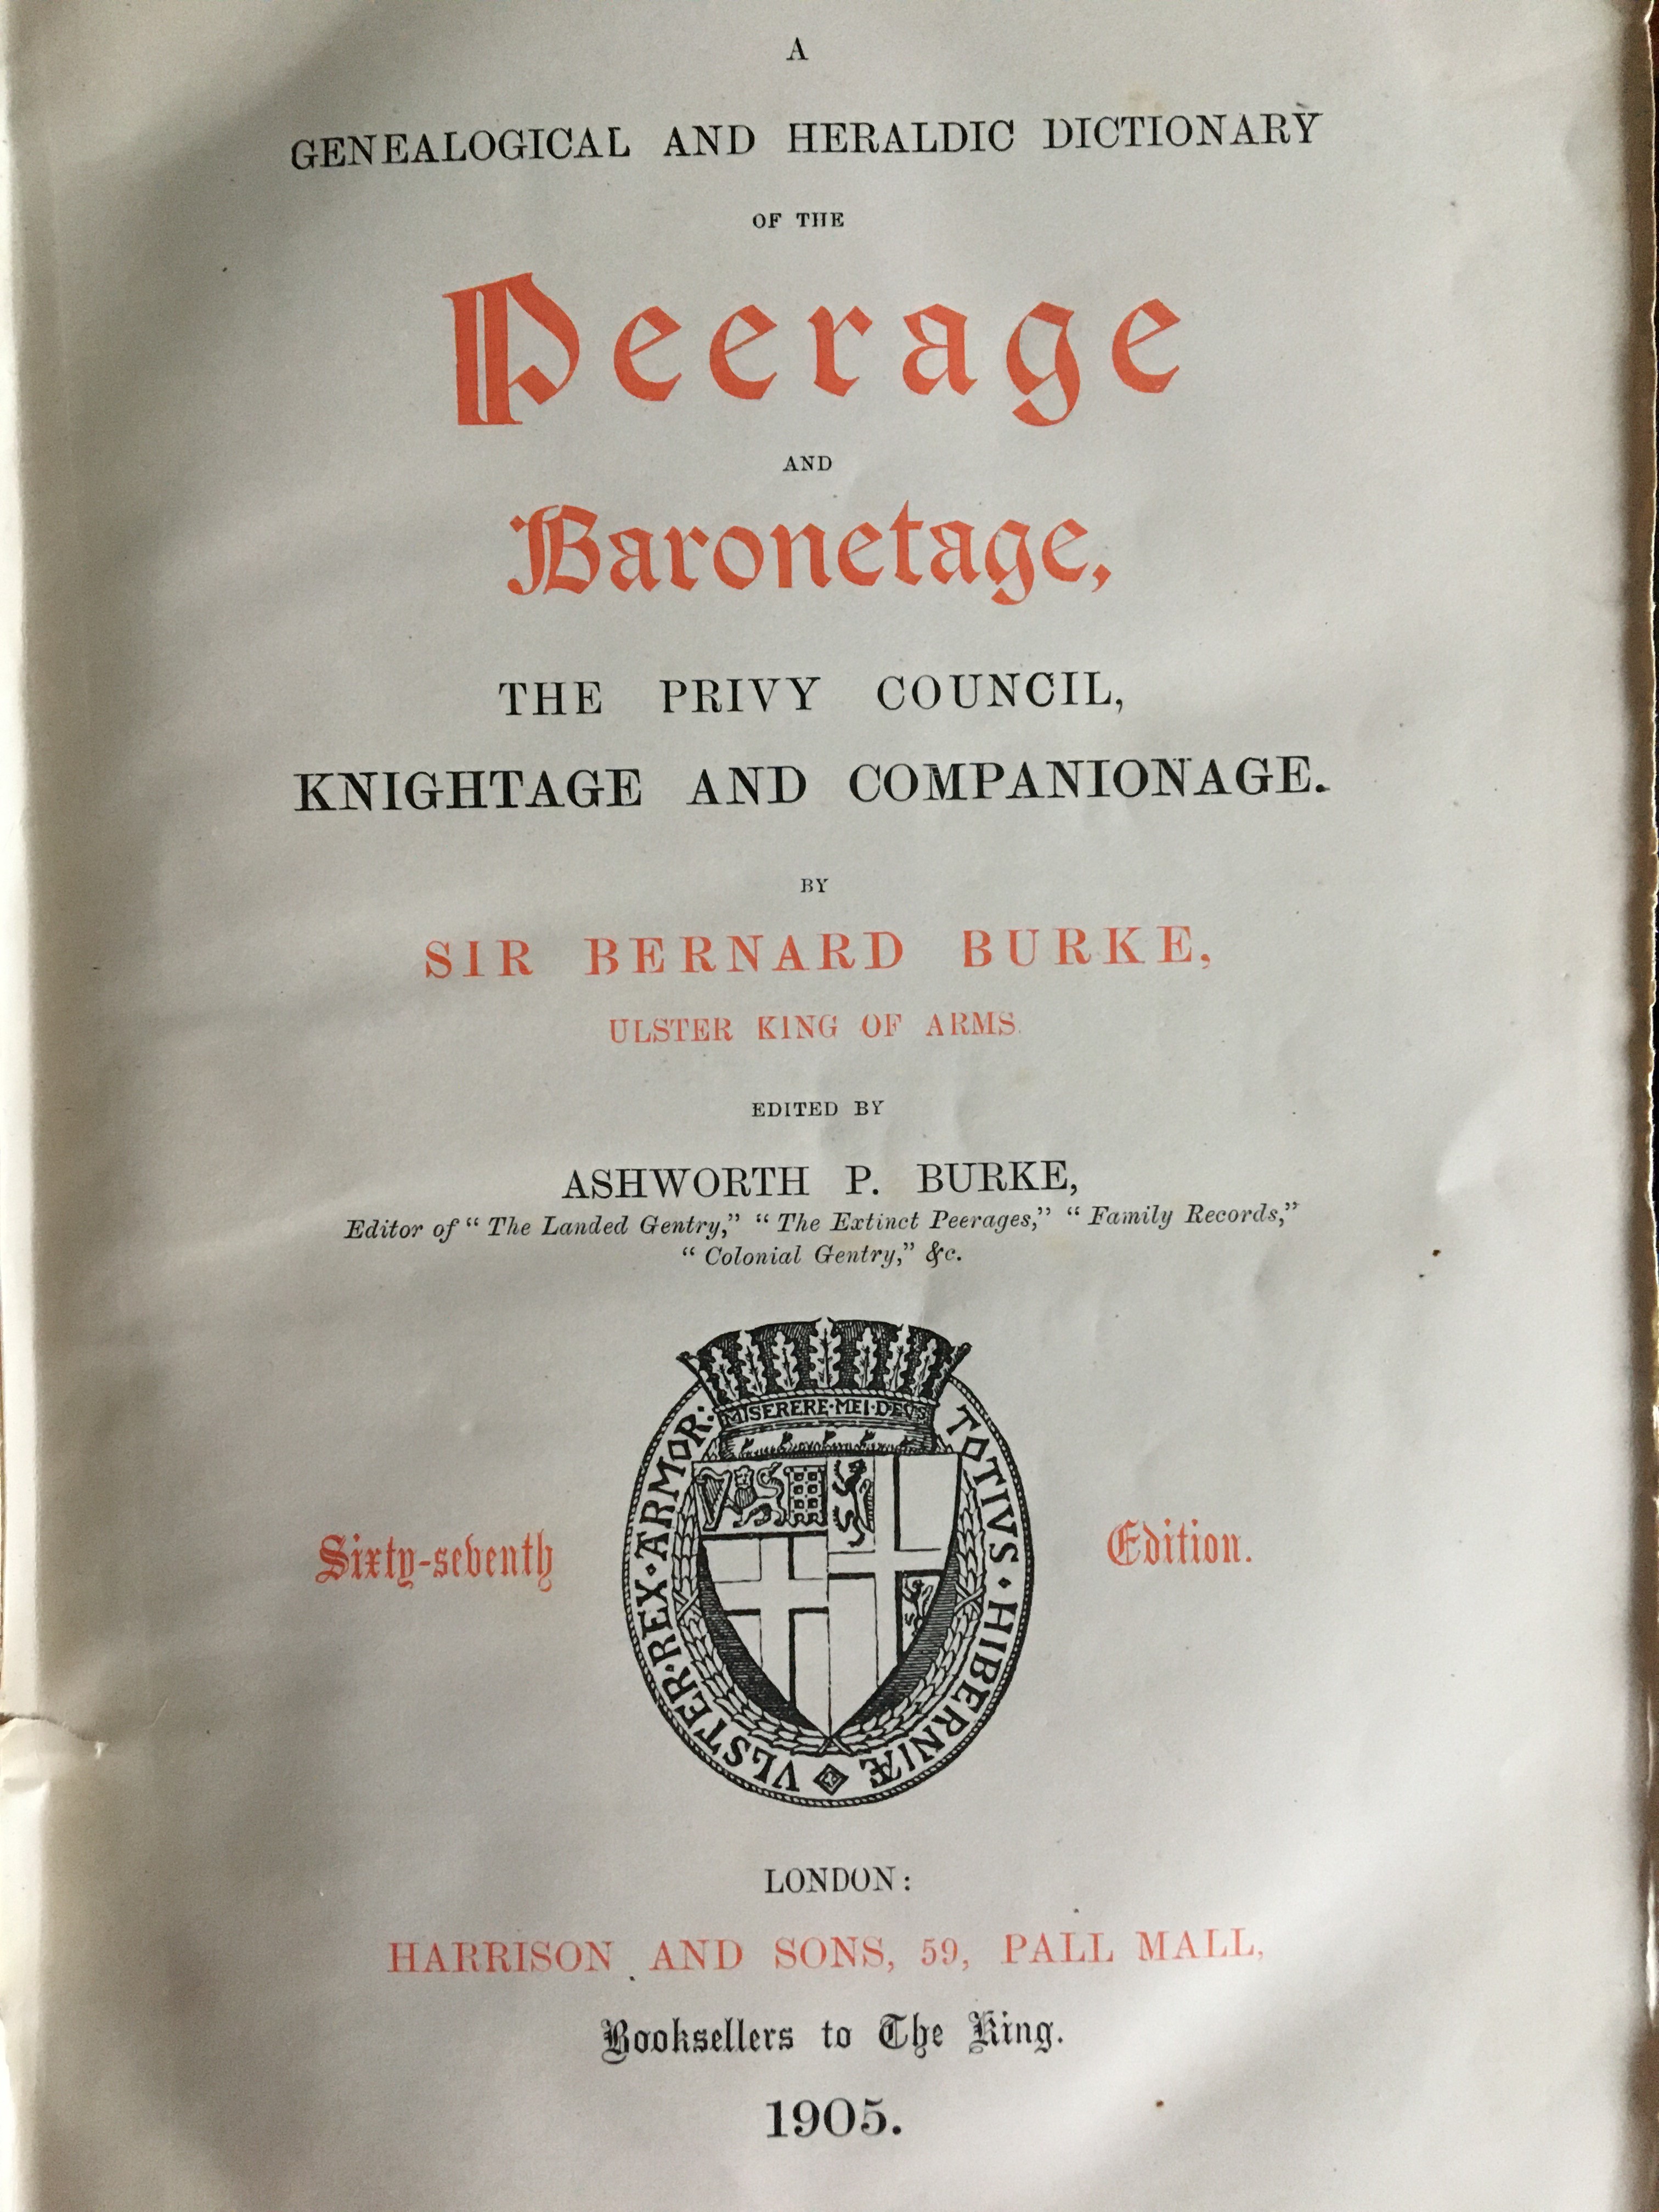 A
GENEALOGICAL AND HERALDIC DICTIONARY
OF THE
Peerage
AND
Baronetage,
THE PRIVY COUNCIL,
KNIGHTAGE AND COMPANIONAGE.
BY
SIR BERNARD BURKE,
ULSTER KING OF ARMS.
EDITED BY
ASHWORTH P. BURKE,
Editor of “ The Landed Gentry,” “ The Extinct Peerages,” “ Family Records,”
“ Colonial Gentry,” &c.
MISERERE·MEI·DEVS
VLSTER·REX·ARMOR: TOTIVS·HIBERNIÆ
Sixty-seventh Edition.
LONDON:
HARRISON AND SONS, 59, PALL MALL,
Booksellers to The King.
1905.